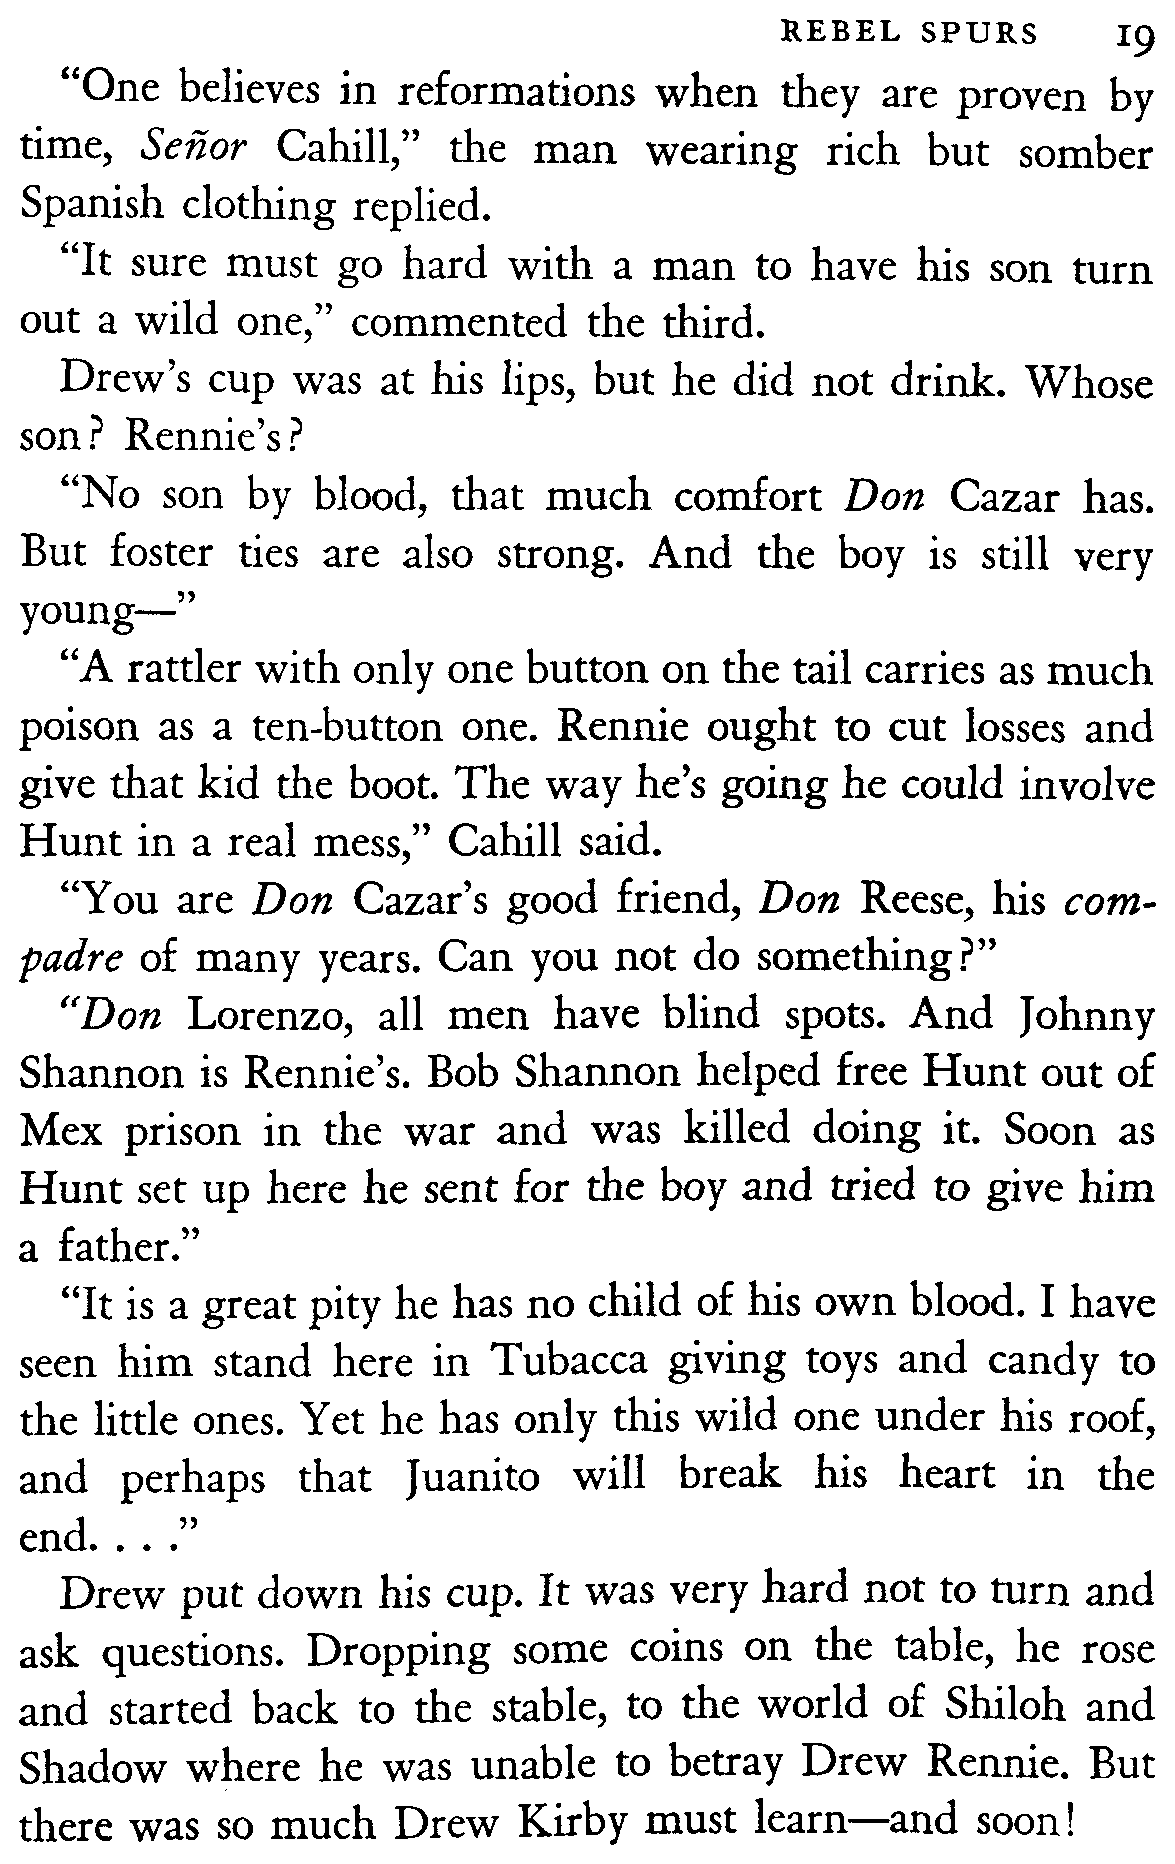 REBEL SPURS 19
“One believes in reformations when they are proven by
time, Señor Cahill,” the man wearing rich but somber
Spanish clothing replied.
“It sure must go hard with a man to have his son turn
out a wild one,” commented the third.
Drew’s cup was at his lips, but he did not drink. Whose
son? Rennie’s?
“No son by blood, that much comfort Don Cazar has.
But foster ties are also strong. And the boy is still very
young—”
“A rattler with only one button on the tail carries as much
poison as a ten-button one. Rennie ought to cut losses and
give that kid the boot. The way he’s going he could involve
Hunt in a real mess,” Cahill said.
“You are Don Cazar’s good friend, Don Reese, his com-
padre of many years. Can you not do something?”
“Don Lorenzo, all men have blind spots. And Johnny
Shannon is Rennie’s. Bob Shannon helped free Hunt out of
Mex prison in the war and was killed doing it. Soon as
Hunt set up here he sent for the boy and tried to give him
a father.”
“It is a great pity he has no child of his own blood. I have
seen him stand here in Tubacca giving toys and candy to
the little ones. Yet he has only this wild one under his roof,
and perhaps that Juanito will break his heart in the
end. . . .”
Drew put down his cup. It was very hard not to turn and
ask questions. Dropping some coins on the table, he rose
and started back to the stable, to the world of Shiloh and
Shadow where he was unable to betray Drew Rennie. But
there was so much Drew Kirby must learn—and soon!